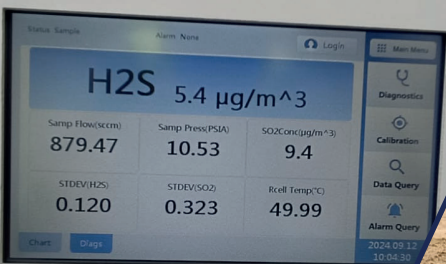 Status Sample
Alarm None
Login
Main Menu
H2S 5.4 µg/m^3
Samp Flow(sccm)
879.47
Samp Press(PSIA)
10.53
SO2Conc(µg/m^3)
9.4
STDEV(H2S)
0.120
STDEV(SO2)
0.323
Rcell Temp(°C)
49.99
Diagnostics
Calibration
Data Query
Alarm Query
Chart
Diags
2024.09.12
10:04:30